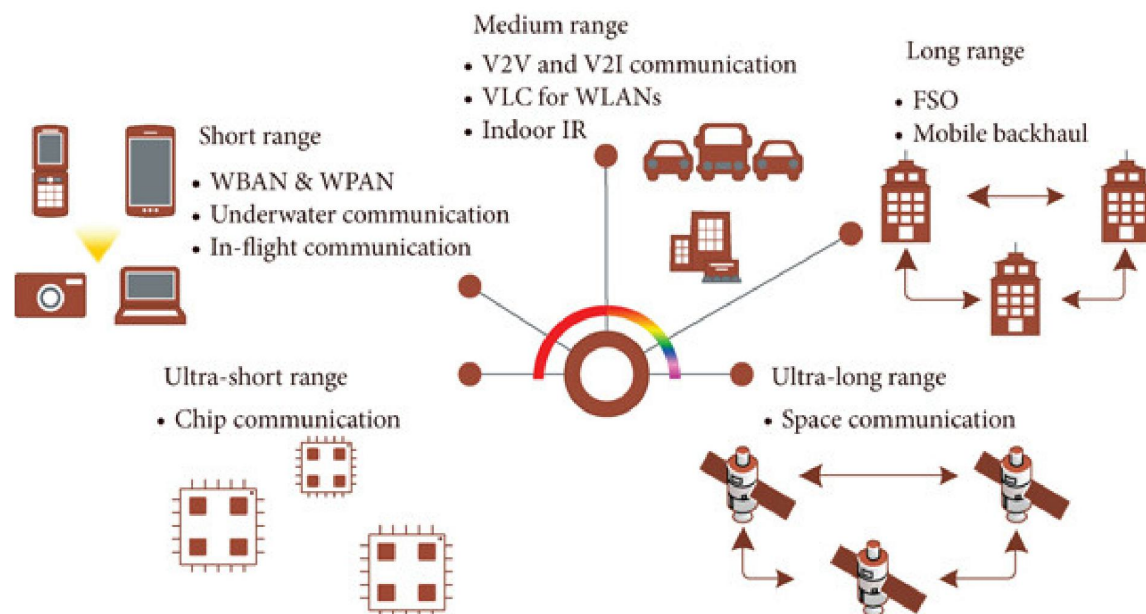 Medium range
• V2V and V2I communication
• VLC for WLANs
• Indoor IR
Long range
• FSO
• Mobile backhaul
Short range
• WBAN & WPAN
• Underwater communication
• In-flight communication
Ultra-short range
• Chip communication
Ultra-long range
• Space communication